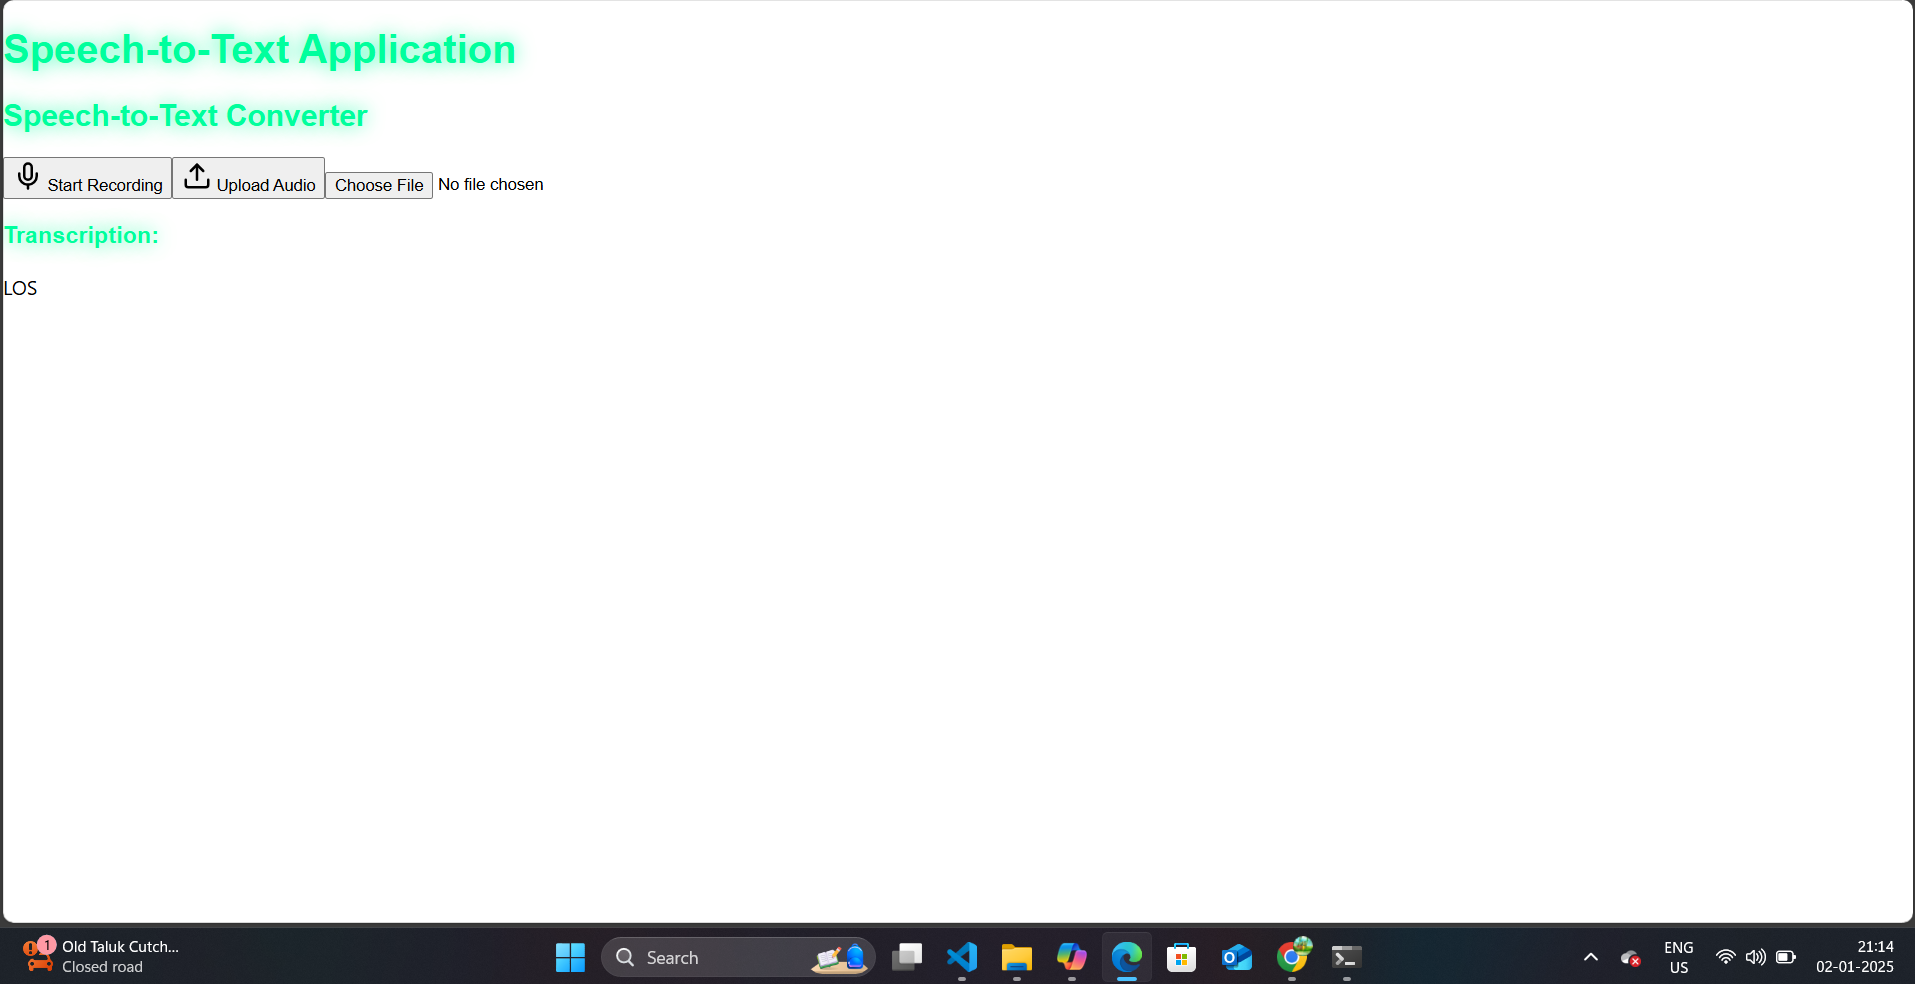 Speech-to-Text Application
Speech-to-Text Converter
Start Recording Upload Audio Choose File No file chosen
Transcription:
LOS
1 Old Taluk Cutch...
Closed road
Search
ENG
US
21:14
02-01-2025